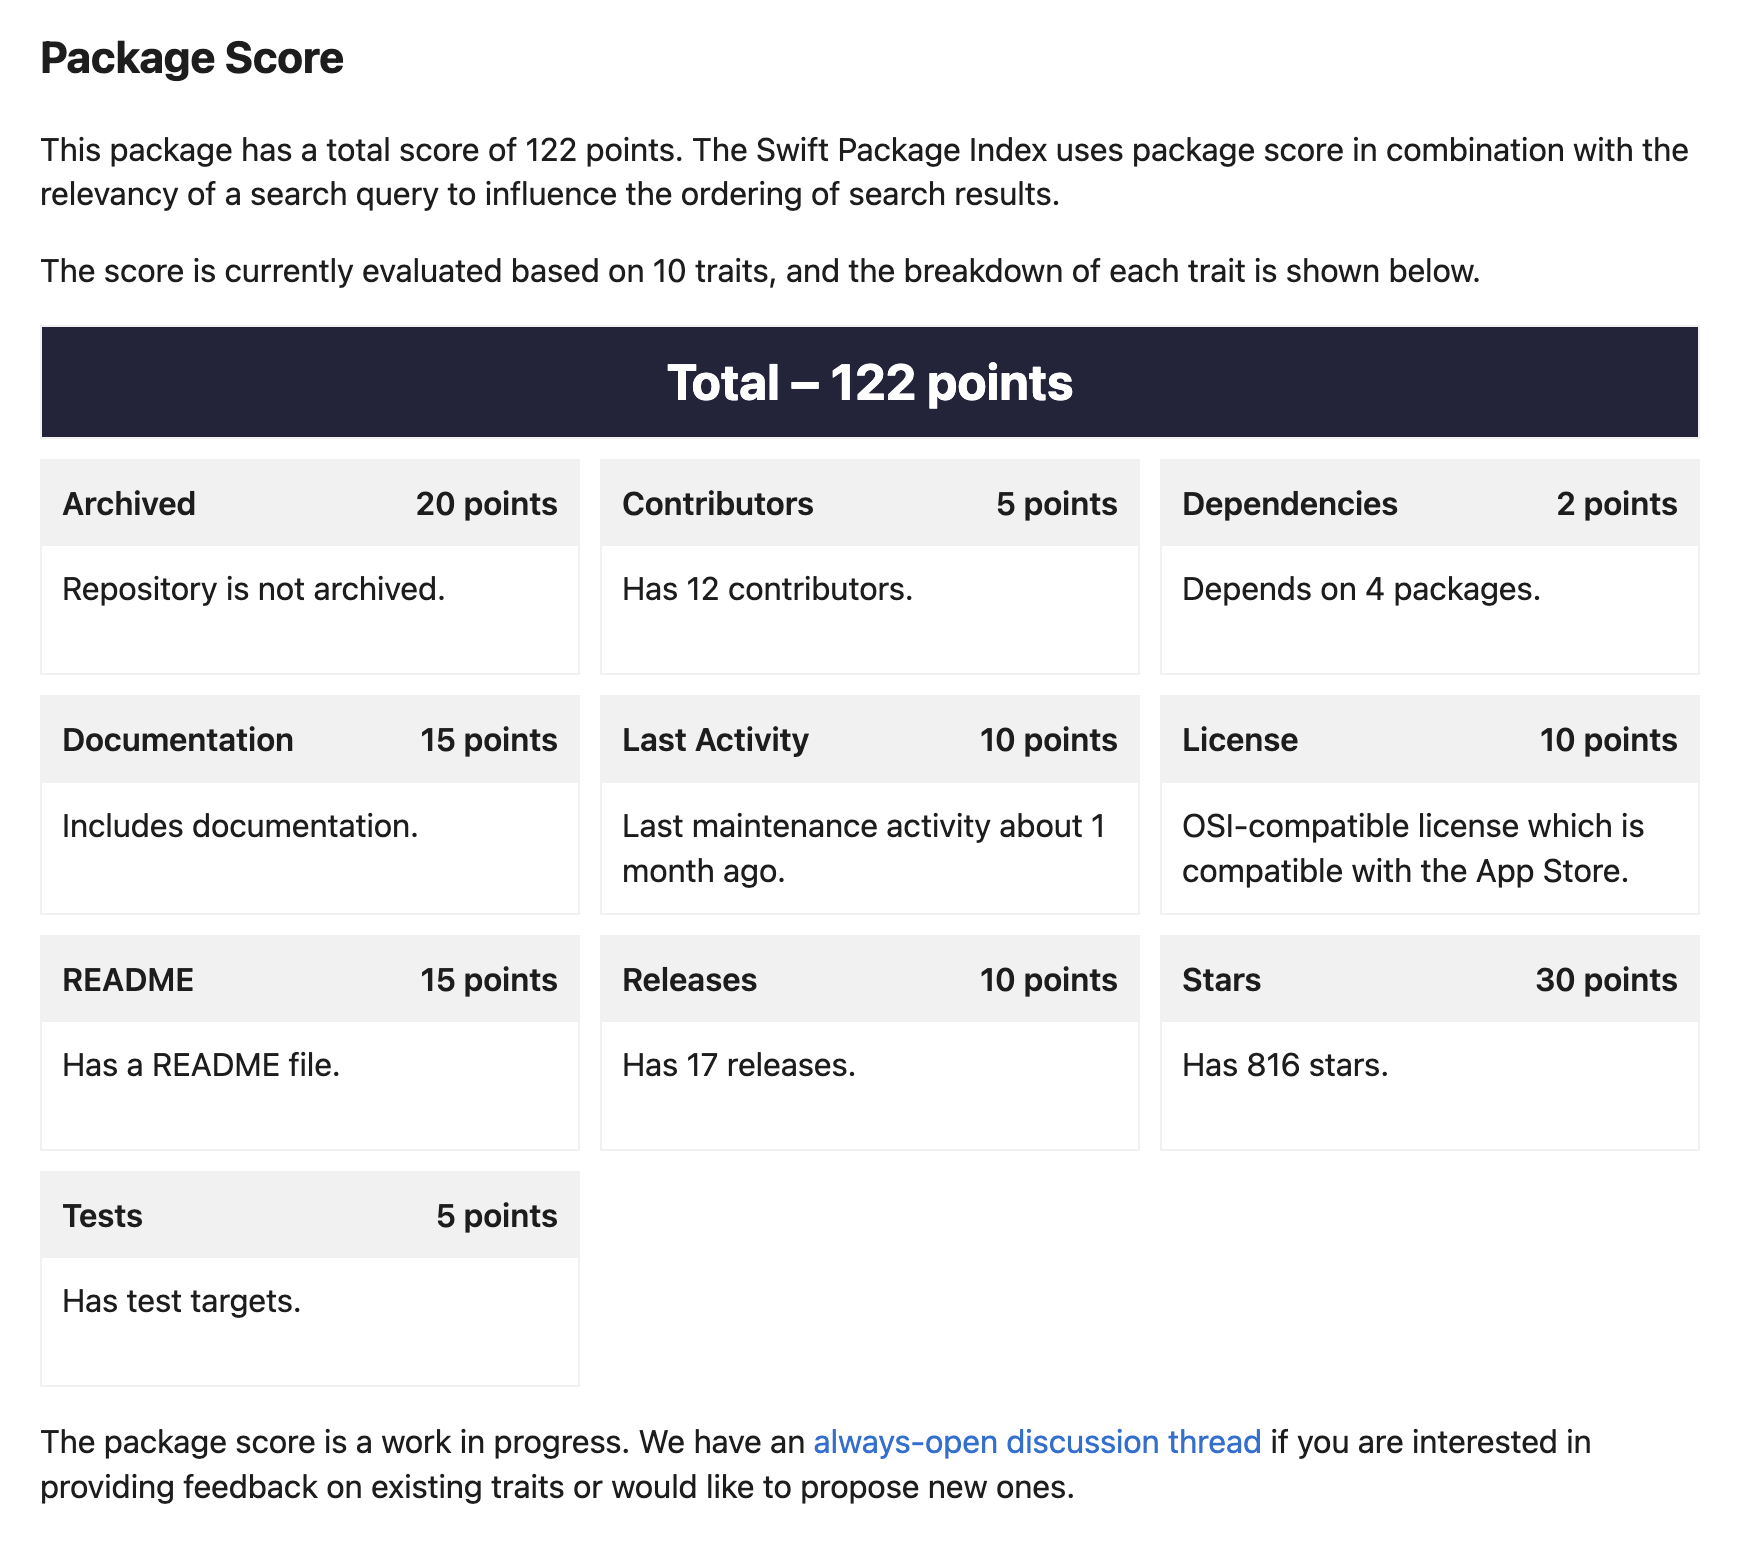 Package Score
This package has a total score of 122 points. The Swift Package Index uses package score in combination with the
relevancy of a search query to influence the ordering of search results.
The score is currently evaluated based on 10 traits, and the breakdown of each trait is shown below.
Total – 122 points
Archived 20 points
Repository is not archived.
Contributors 5 points
Has 12 contributors.
Dependencies 2 points
Depends on 4 packages.
Documentation 15 points
Includes documentation.
Last Activity 10 points
Last maintenance activity about 1
month ago.
License 10 points
OSI-compatible license which is
compatible with the App Store.
README 15 points
Has a README file.
Releases 10 points
Has 17 releases.
Stars 30 points
Has 816 stars.
Tests 5 points
Has test targets.
The package score is a work in progress. We have an always-open discussion thread if you are interested in
providing feedback on existing traits or would like to propose new ones.